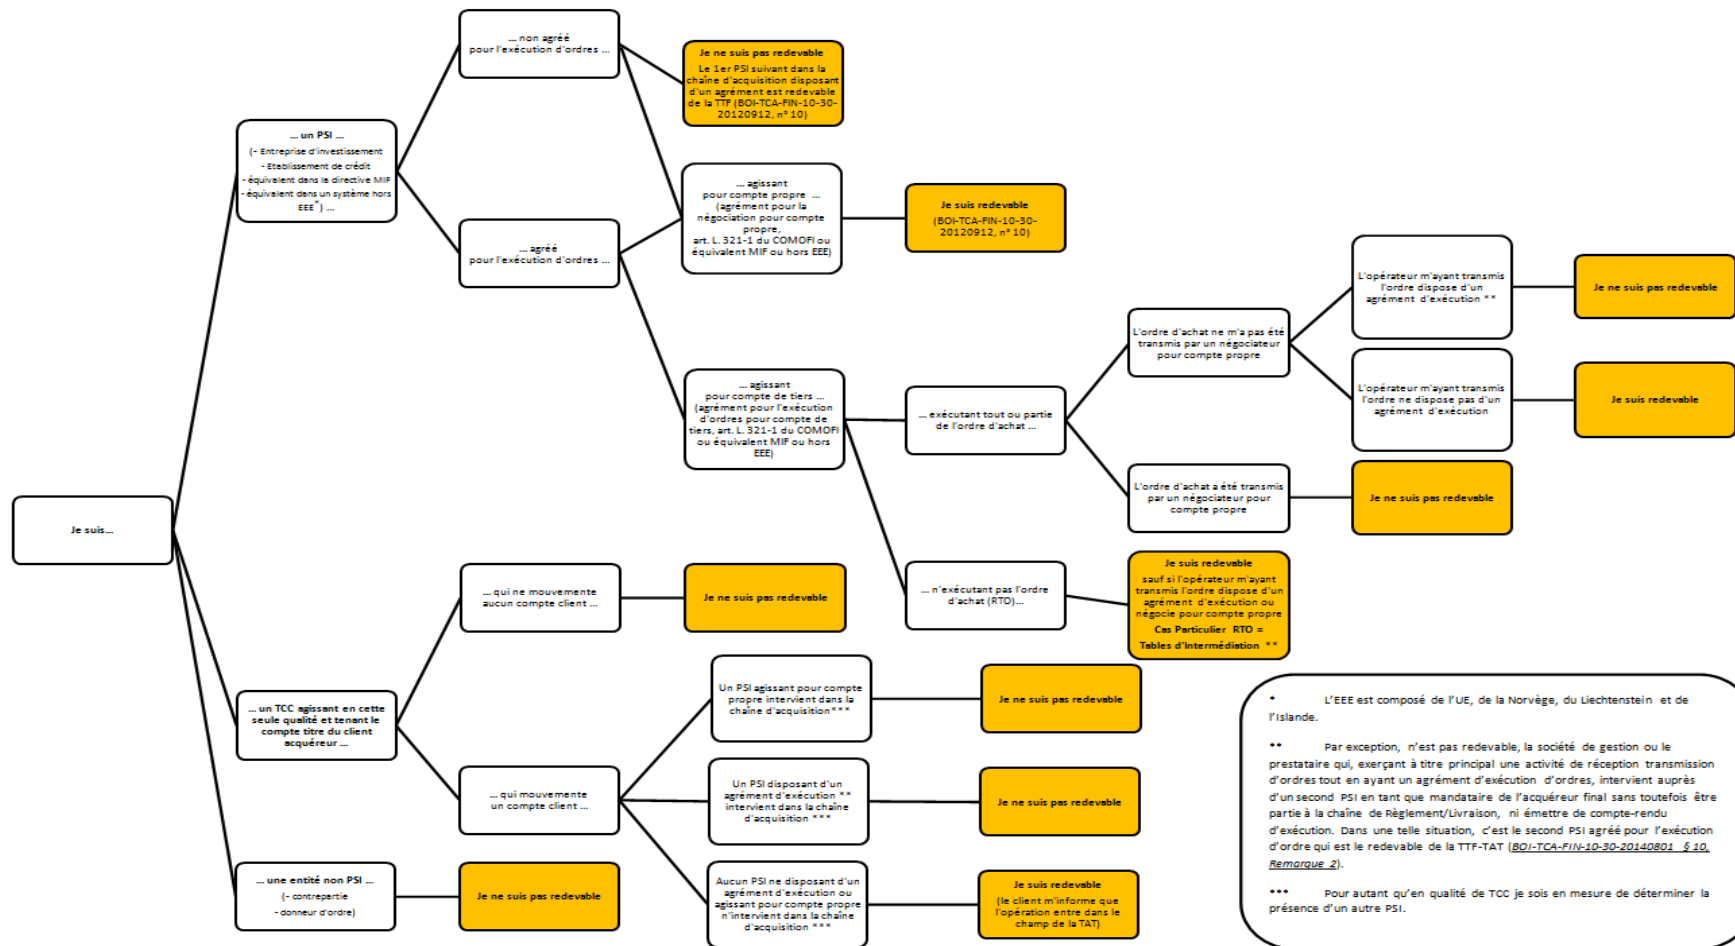 ... non agréé
pour l'exécution d'ordres ...
Je ne suis pas redevable
Le 1er PSI suivant dans la
chaîne d'acquisition disposant
d'un agrément est redevable
de la TTF (BOI-TCA-FIN-10-30-
20120912, n° 10)
... un PSI ...
(- Entreprise d'investissement
- Etablissement de crédit
- équivalent dans la directive MIF
- équivalent dans un système hors
EEE*) ...
... agissant
pour compte propre ...
(agrément pour la
négociation pour compte
propre,
art. L. 321-1 du COMOFI ou
équivalent MIF ou hors EEE)
Je suis redevable
(BOI-TCA-FIN-10-30-
20120912, n° 10)
... agréé
pour l'exécution d'ordres ...
L'opérateur m'ayant transmis
l'ordre dispose d'un
agrément d'exécution **
Je ne suis pas redevable
L'ordre d'achat ne m'a pas été
transmis par un négociateur
pour compte propre
L'opérateur m'ayant transmis
l'ordre ne dispose pas d'un
agrément d'exécution
Je suis redevable
... agissant
pour compte de tiers ...
(agrément pour l'exécution
d'ordres pour compte de
tiers, art. L. 321-1 du COMOFI
ou équivalent MIF ou hors
EEE)
... exécutant tout ou partie
de l'ordre d'achat ...
L'ordre d'achat a été transmis
par un négociateur pour
compte propre
Je ne suis pas redevable
Je suis...
... n'exécutant pas l'ordre
d'achat (RTO)...
Je suis redevable
sauf si l'opérateur m'ayant
transmis l'ordre dispose d'un
agrément d'exécution ou
négocie pour compte propre
Cas Particulier RTO =
Tables d'Intermédiation **
... qui ne mouvemente
aucun compte client ...
Je ne suis pas redevable
... un TCC agissant en cette
seule qualité et tenant le
compte titre du client
acquéreur ...
Un PSI agissant pour compte
propre intervient dans la
chaîne d'acquisition***
Je ne suis pas redevable
... qui mouvemente
un compte client ...
Un PSI disposant d'un
agrément d'exécution **
intervient dans la chaîne
d'acquisition ***
Je ne suis pas redevable
Aucun PSI ne disposant d'un
agrément d'exécution ou
agissant pour compte propre
n'intervient dans la chaîne
d'acquisition ***
Je suis redevable
(le client m'informe que
l'opération entre dans le
champ de la TAT)
... une entité non PSI ...
(- contrepartie
- donneur d'ordre)
Je ne suis pas redevable
* L'EEE est composé de l'UE, de la Norvège, du Liechtenstein et de
l'Islande.
** Par exception, n'est pas redevable, la société de gestion ou le
prestataire qui, exerçant à titre principal une activité de réception transmission
d'ordres tout en ayant un agrément d'exécution d'ordres, intervient auprès
d'un second PSI en tant que mandataire de l'acquéreur final sans toutefois être
partie à la chaîne de Règlement/Livraison, ni émettre de compte-rendu
d'exécution. Dans une telle situation, c'est le second PSI agréé pour l'exécution
d'ordre qui est le redevable de la TTF-TAT (BOI-TCA-FIN-10-30-20140801 § 10,
Remarque 2).
*** Pour autant qu'en qualité de TCC je sois en mesure de déterminer la
présence d'un autre PSI.